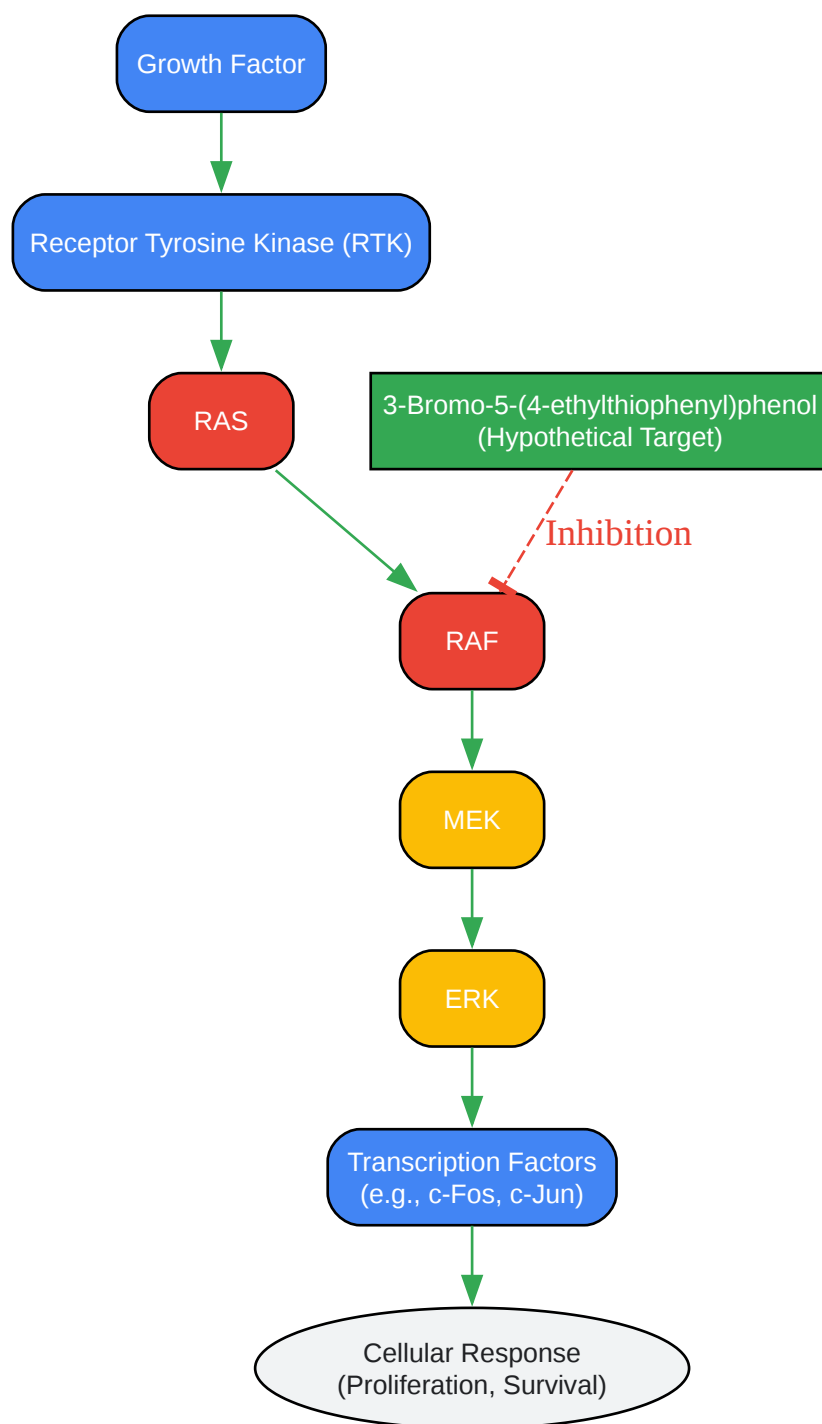 Growth Factor
Receptor Tyrosine Kinase (RTK)
RAS
3-Bromo-5-(4-ethylthiophenyl)phenol
(Hypothetical Target)
Inhibition
RAF
MEK
ERK
Transcription Factors
(e.g., c-Fos, c-Jun)
Cellular Response
(Proliferation, Survival)